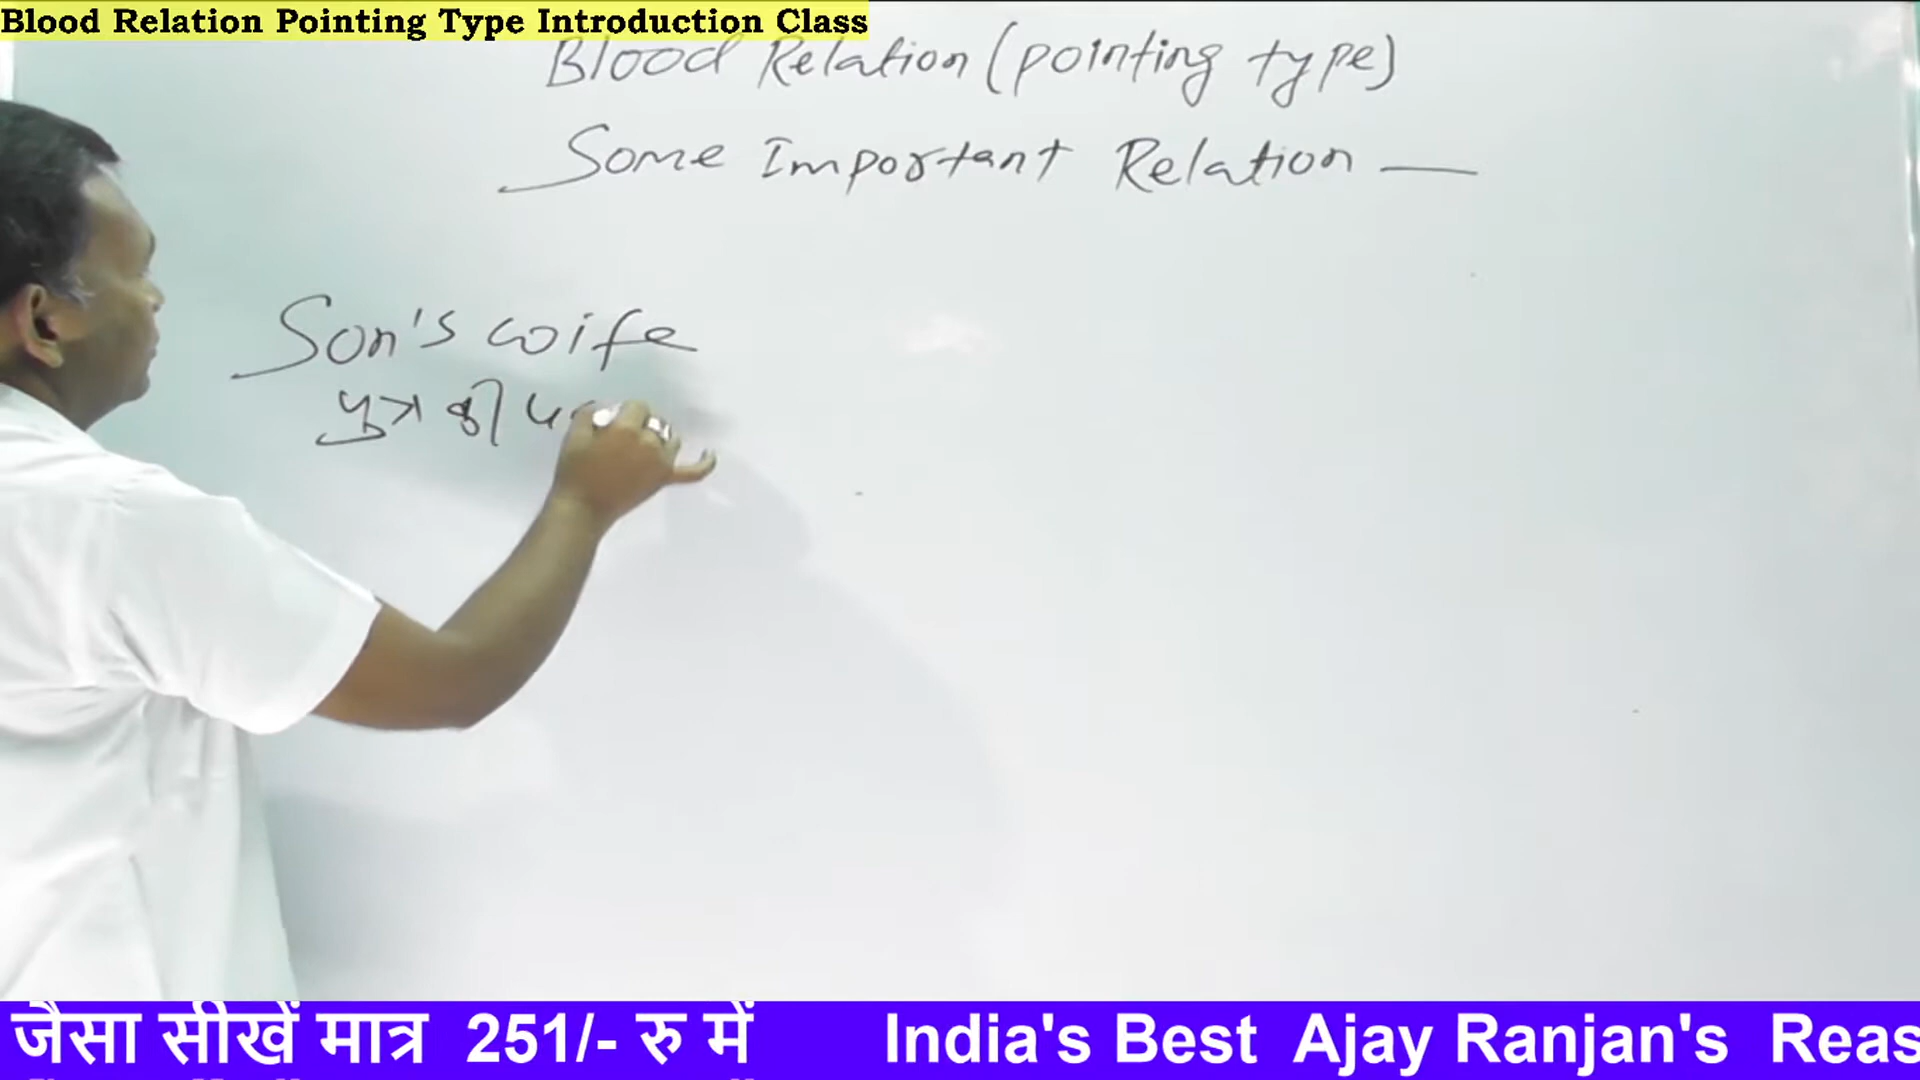 Blood Relation Pointing Type Introduction Class
Blood Relation (pointing type)
Some Important Relation —
Son's wife
पुत्र की
जैसा सीखें मात्र 251/- रु में India's Best Ajay Ranjan's Reas